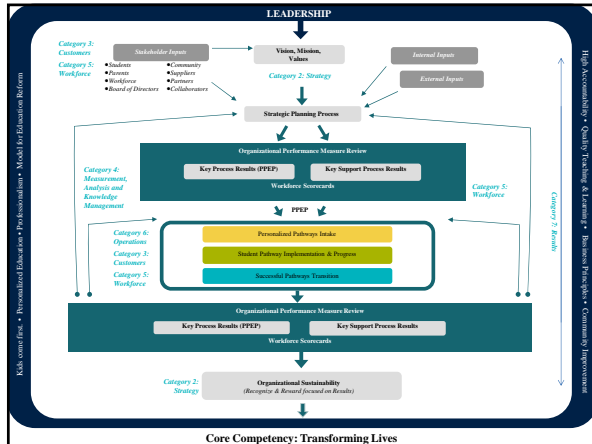 LEADERSHIP
Category 3:
Customers
Category 5:
Workforce
Stakeholder Inputs
•Students
•Parents
•Workforce
•Board of Directors
•Community
•Suppliers
•Partners
•Collaborators
Vision, Mission,
Values
Category 2: Strategy
Internal Inputs
External Inputs
Strategic Planning Process
Organizational Performance Measure Review
Key Process Results (PPEP)
Key Support Process Results
Workforce Scorecards
Category 4:
Measurement,
Analysis and
Knowledge
Management
Category 5:
Workforce
PPEP
Category 6:
Operations
Category 3:
Customers
Category 5:
Workforce
Personalized Pathways Intake
Student Pathway Implementation & Progress
Successful Pathways Transition
Organizational Performance Measure Review
Key Process Results (PPEP)
Key Support Process Results
Workforce Scorecards
Category 2:
Strategy
Organizational Sustainability
(Recognize & Reward focused on Results)
Kids come first. • Personalized Education • Professionalism • Model for Education Reform
Category 7: Results
High Accountability • Quality Teaching & Learning • Business Principles • Community Improvement
Core Competency: Transforming Lives